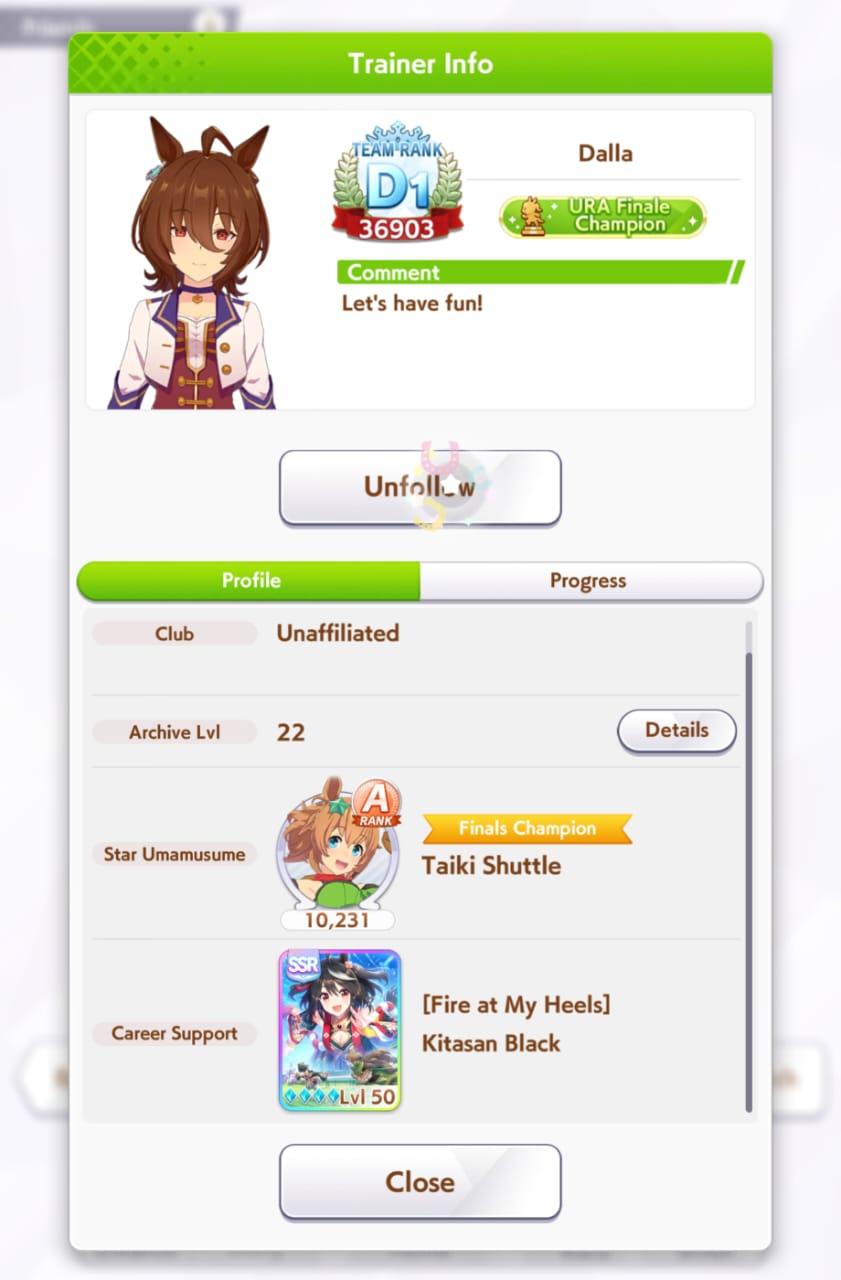 Trainer Info
TEAM RANK
D1
36903
Dalla
URA Finale
Champion
Comment
Let's have fun!
Unfollow
Profile
Progress
Club
Unaffiliated
Archive Lvl
22
Details
Star Umamusume
A
RANK
10,231
Finals Champion
Taiki Shuttle
Career Support
SSR
Lvl 50
[Fire at My Heels]
Kitasan Black
Close